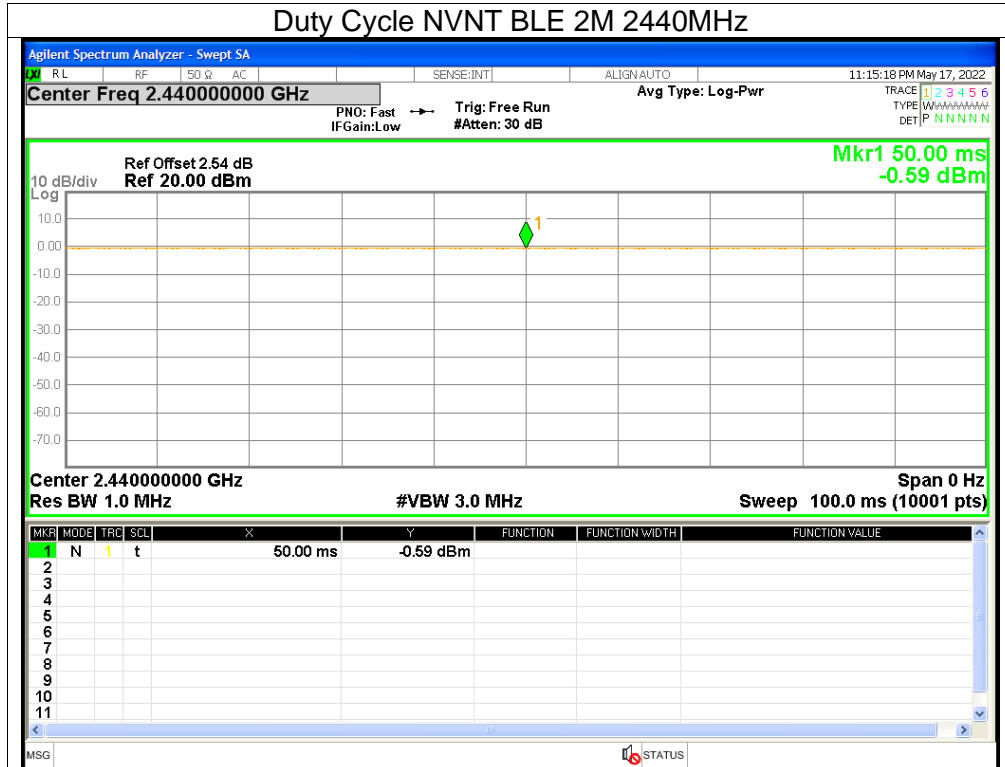 Duty Cycle NVNT BLE 2M 2440MHz
Agilent Spectrum Analyzer - Swept SA
LXI RL RF 50 Ω AC SENSE:INT ALIGN AUTO 11:15:18 PM May 17, 2022
Center Freq 2.440000000 GHz Avg Type: Log-Pwr TRACE 1 2 3 4 5 6
PNO: Fast Trig: Free Run TYPE W
IFGain:Low #Atten: 30 dB DET P N N N N N
Mkr1 50.00 ms
Ref Offset 2.54 dB
10 dB/div Ref 20.00 dBm -0.59 dBm
Log
10.0
1
0.00
-10.0
-20.0
-30.0
-40.0
-50.0
-60.0
-70.0
Center 2.440000000 GHz Span 0 Hz
Res BW 1.0 MHz #VBW 3.0 MHz Sweep 100.0 ms (10001 pts)
MKR MODE TRC SCL X Y FUNCTION FUNCTION WIDTH FUNCTION VALUE
1 N 1 t 50.00 ms -0.59 dBm
2
3
4
5
6
7
8
9
10
11
MSG STATUS